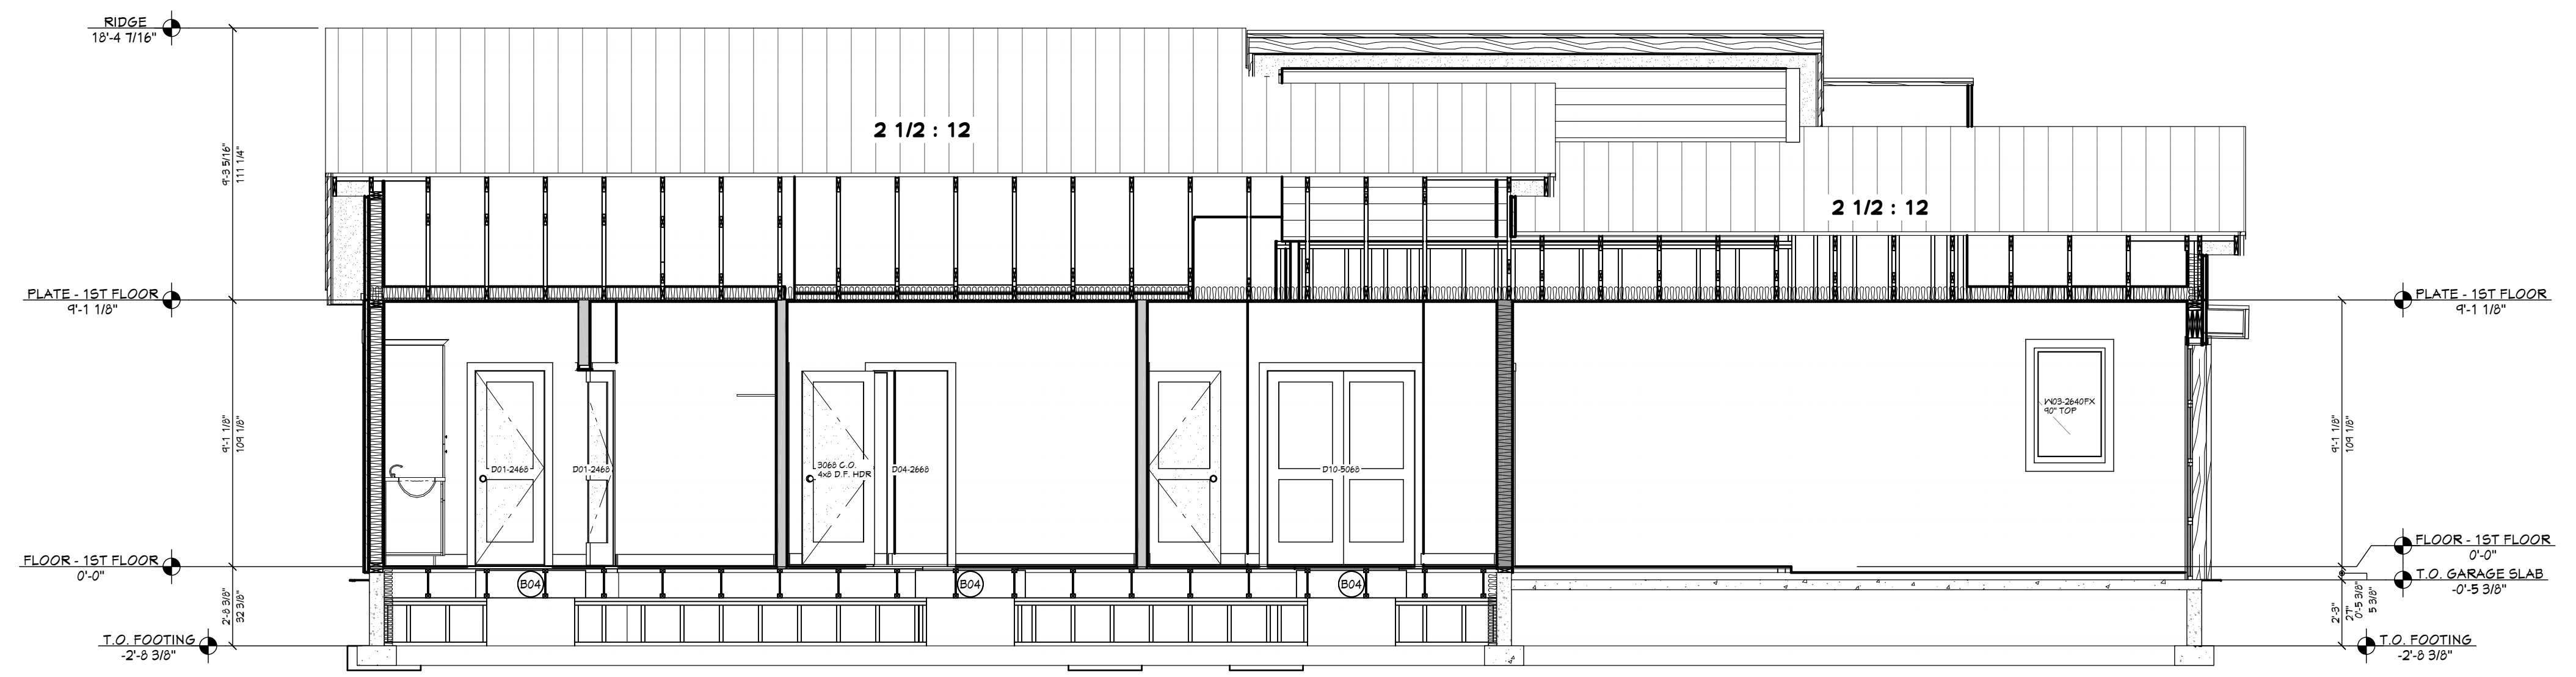 RIDGE
18'-4 7/16"
9'-3 5/16"
111 1/4"
2 1/2 : 12
2 1/2 : 12
PLATE - 1ST FLOOR
9'-1 1/8"
PLATE - 1ST FLOOR
9'-1 1/8"
9'-1 1/8"
109 1/8"
W03-2640FX
90" TOP
D01-2468
D01-2468
3068 C.O.
4x8 D.F. HDR
D04-2668
D10-5068
9'-1 1/8"
109 1/8"
FLOOR - 1ST FLOOR
0'-0"
FLOOR - 1ST FLOOR
0'-0"
B04
B04
B04
T.O. GARAGE SLAB
-0'-5 3/8"
2'-8 3/8"
32 3/8"
2'-3"
27"
0'-5 3/8"
5 3/8"
T.O. FOOTING
-2'-8 3/8"
T.O. FOOTING
-2'-8 3/8"